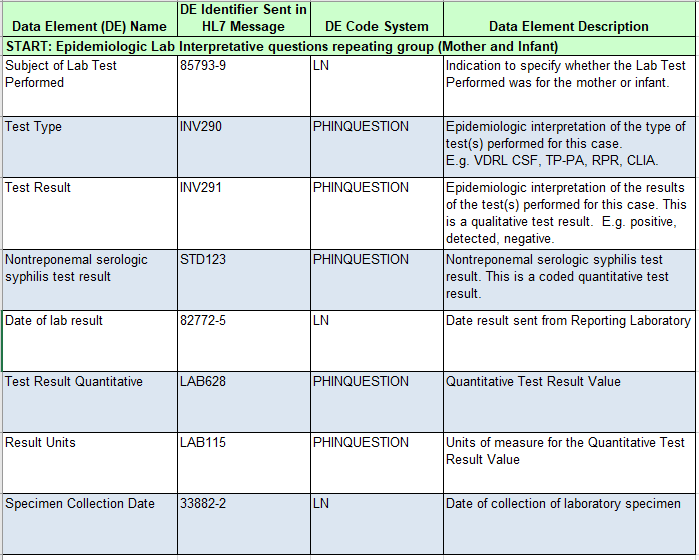 Data Element (DE) Name
DE Identifier Sent in
HL7 Message
DE Code System
Data Element Description
START: Epidemiologic Lab Interpretative questions repeating group (Mother and Infant)
Subject of Lab Test
Performed
85793-9
LN
Indication to specify whether the Lab Test
Performed was for the mother or infant.
Test Type
INV290
PHINQUESTION
Epidemiologic interpretation of the type of
test(s) performed for this case.
E.g. VDRL CSF, TP-PA, RPR, CLIA.
Test Result
INV291
PHINQUESTION
Epidemiologic interpretation of the results
of the test(s) performed for this case. This
is a qualitative test result.  E.g. positive,
detected, negative.
Nontreponemal serologic
syphilis test result
STD123
PHINQUESTION
Nontreponemal serologic syphilis test
result. This is a coded quantitative test
result.
Date of lab result
82772-5
LN
Date result sent from Reporting Laboratory
Test Result Quantitative
LAB628
PHINQUESTION
Quantitative Test Result Value
Result Units
LAB115
PHINQUESTION
Units of measure for the Quantitative Test
Result Value
Specimen Collection Date
33882-2
LN
Date of collection of laboratory specimen